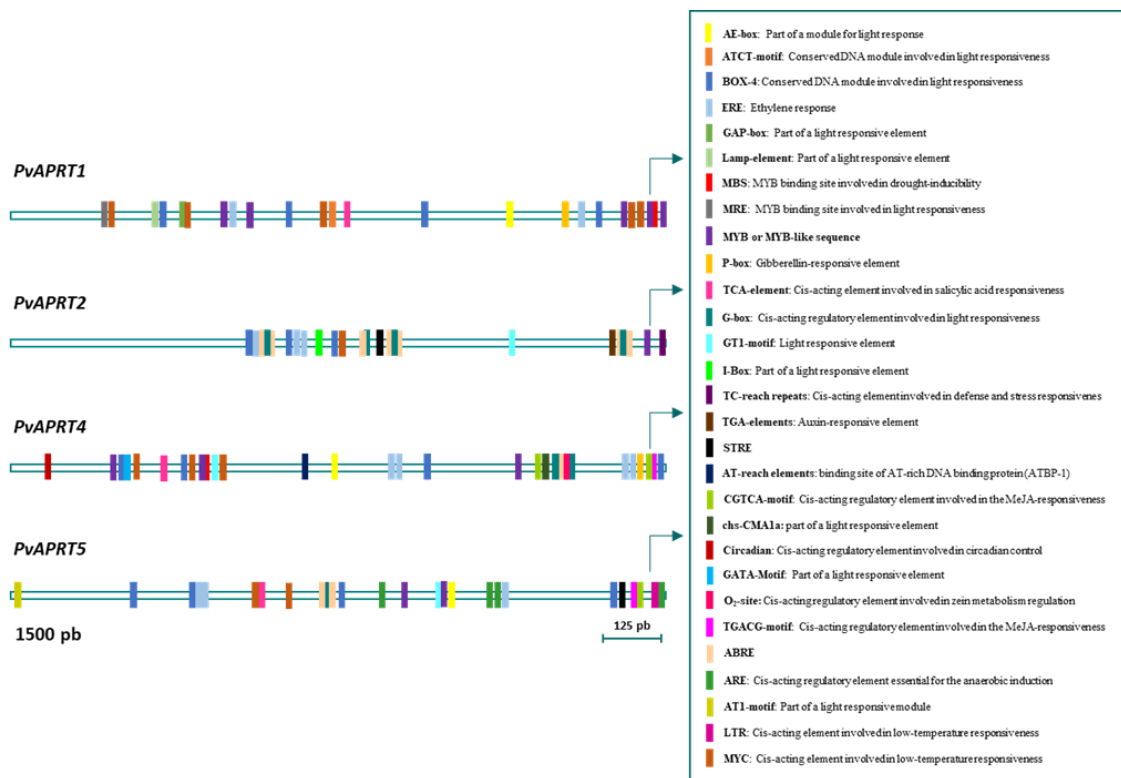 PvAPRT1
PvAPRT2
PvAPRT4
PvAPRT5
1500 pb
125 pb
AE-box: Part of a module for light response
ATCT-motif: Conserved DNA module involved in light responsiveness
BOX-4: Conserved DNA module involved in light responsiveness
ERE: Ethylene response
GAP-box: Part of a light responsive element
Lamp-element: Part of a light responsive element
MBS: MYB binding site involved in drought-inducibility
MRE: MYB binding site involved in light responsiveness
MYB or MYB-like sequence
P-box: Gibberellin-responsive element
TCA-element: Cis-acting element involved in salicylic acid responsiveness
G-box: Cis-acting regulatory element involved in light responsiveness
GT1-motif: Light responsive element
I-Box: Part of a light responsive element
TC-reach repeats: Cis-acting element involved in defense and stress responsivenes
TGA-elements: Auxin-responsive element
STRE
AT-reach elements: binding site of AT-rich DNA binding protein (ATBP-1)
CGTCA-motif: Cis-acting regulatory element involved in the MeJA-responsiveness
chs-CMA1a: part of a light responsive element
Circadian: Cis-acting regulatory element involved in circadian control
GATA-Motif: Part of a light responsive element
O₂-site: Cis-acting regulatory element involved in zein metabolism regulation
TGACG-motif: Cis-acting regulatory element involved in the MeJA-responsiveness
ABRE
ARE: Cis-acting regulatory element essential for the anaerobic induction
AT1-motif: Part of a light responsive module
LTR: Cis-acting element involved in low-temperature responsiveness
MYC: Cis-acting element involved in low-temperature responsiveness